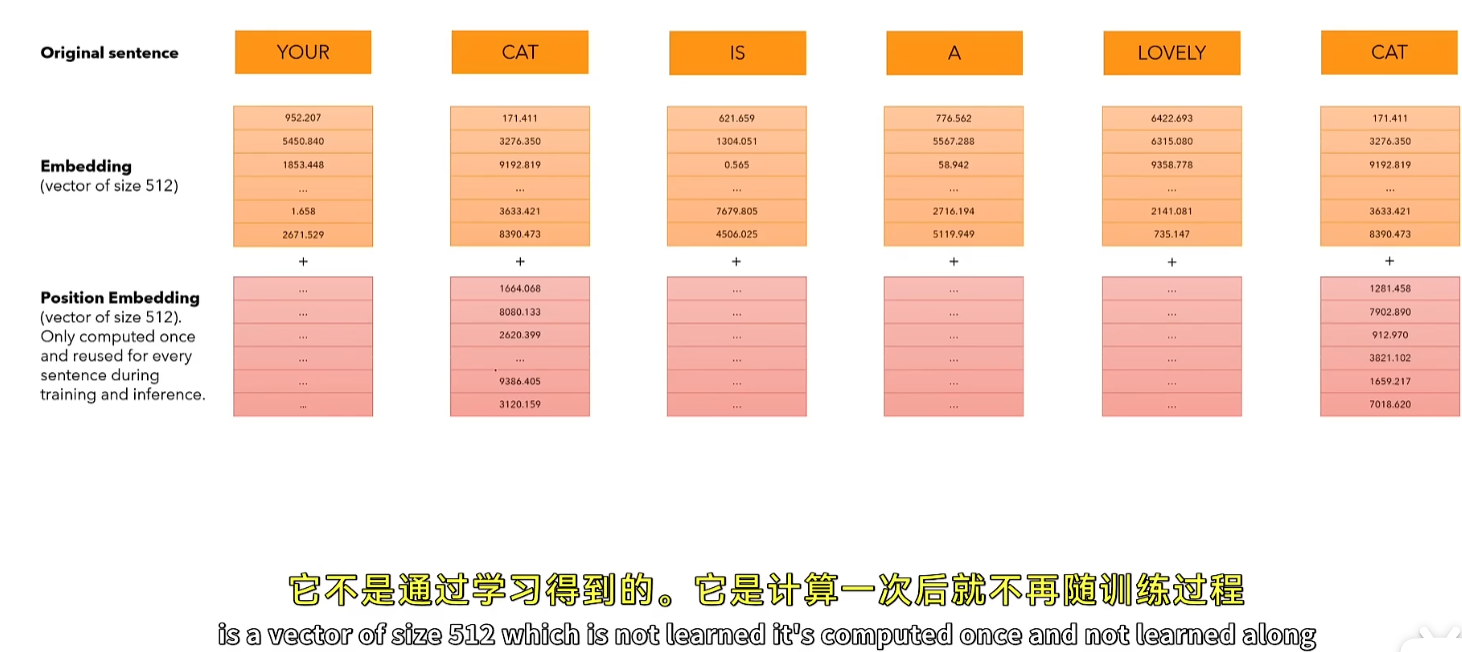 Original sentence YOUR CAT IS A LOVELY CAT
952.207 171.411 621.659 776.562 6422.693 171.411
5450.840 3276.350 1304.051 5567.288 6315.080 3276.350
Embedding 1853.448 9192.819 0.565 58.942 9358.778 9192.819
(vector of size 512) ... ... ... ... ... ...
1.658 3633.421 7679.805 2716.194 2141.081 3633.421
2671.529 8390.473 4506.025 5119.949 735.147 8390.473
+ + + + + +
Position Embedding ... 1664.068 ... ... ... 1281.458
(vector of size 512). ... 8080.133 ... ... ... 7902.890
Only computed once ... 2620.399 ... ... ... 912.970
and reused for every ... ... ... ... ... 3821.102
sentence during ... 9386.405 ... ... ... 1659.217
training and inference. ... 3120.159 ... ... ... 7018.620
它不是通过学习得到的。它是计算一次后就不再随训练过程
is a vector of size 512 which is not learned it's computed once and not learned along